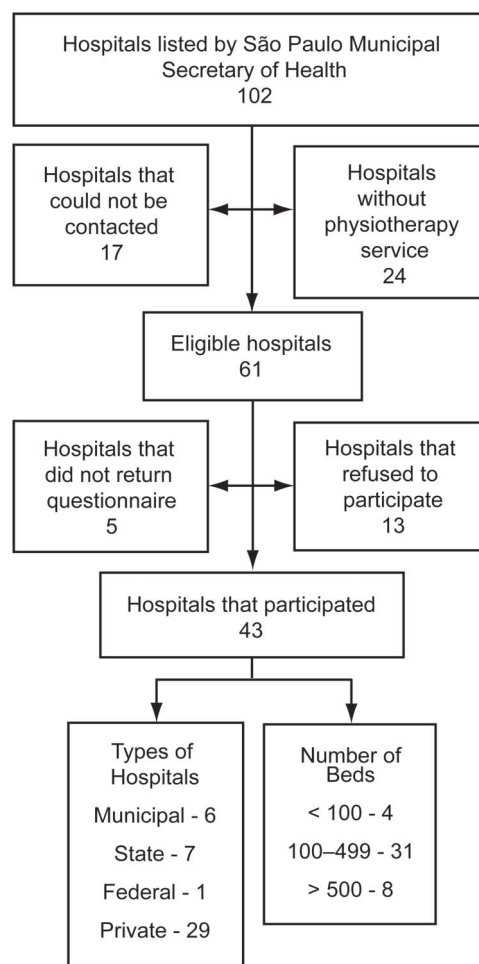 Hospitals listed by São Paulo Municipal
Secretary of Health
102
Hospitals that
could not be
contacted
17
Hospitals
without
physiotherapy
service
24
Eligible hospitals
61
Hospitals that
did not return
questionnaire
5
Hospitals that
refused to
participate
13
Hospitals that participated
43
Types of
Hospitals
Municipal - 6
State - 7
Federal - 1
Private - 29
Number of
Beds
< 100 - 4
100–499 - 31
> 500 - 8